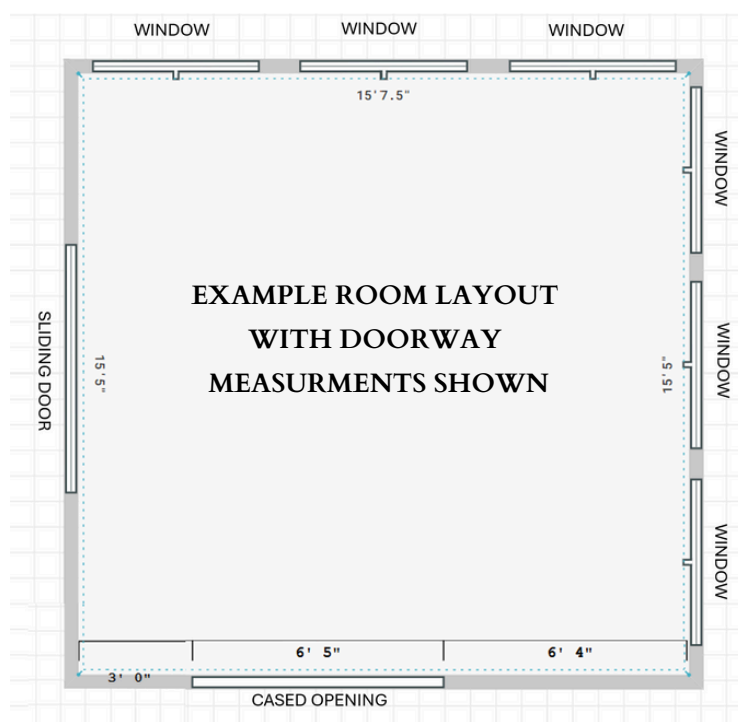 WINDOW
WINDOW
WINDOW
15'7.5"
WINDOW
EXAMPLE ROOM LAYOUT
WITH DOORWAY
MEASURMENTS SHOWN
SLIDING DOOR
15'5"
15'5"
WINDOW
WINDOW
6' 5"
6' 4"
3' 0"
CASED OPENING